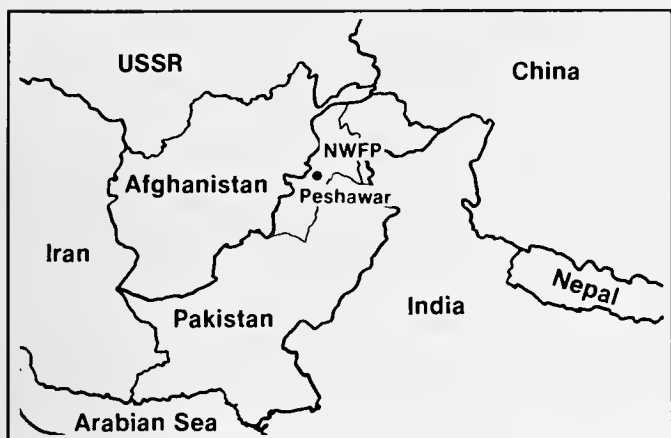 USSR
China
NWFP
Afghanistan
Peshawar
Iran
Nepal
Pakistan
India
Arabian Sea